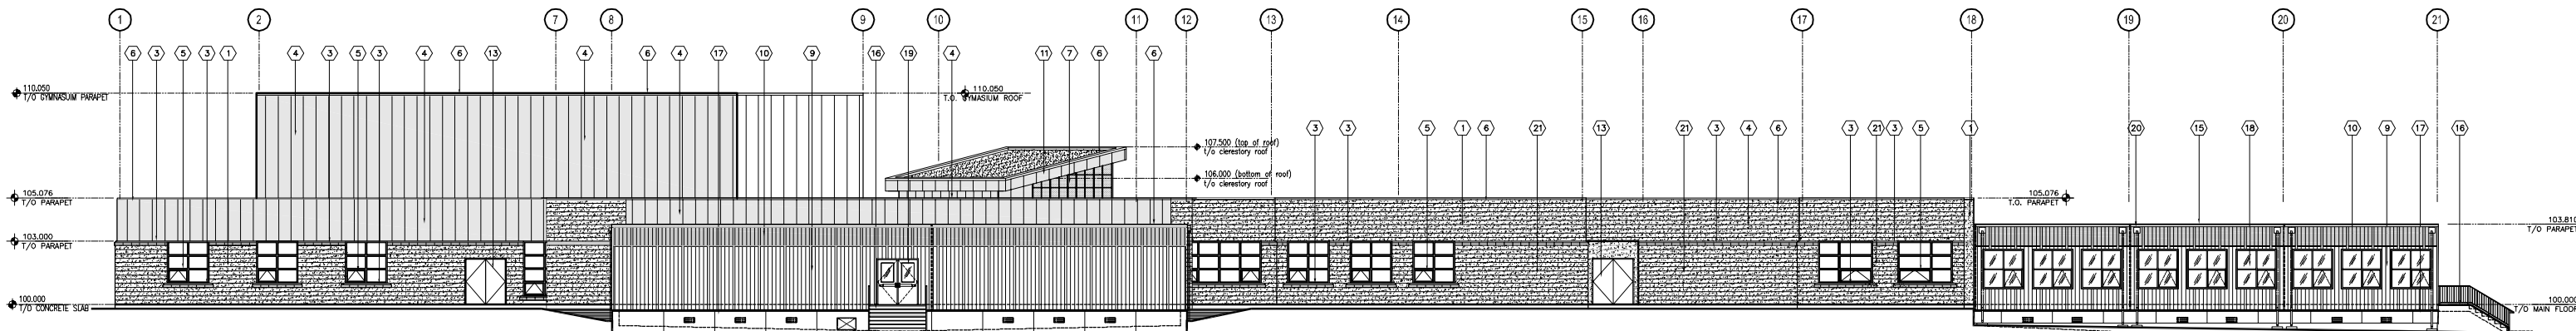 1 2 7 8 9 10 11 12 13 14 15 16 17 18 19 20 21
6 3 5 3 1 4 3 5 3 4 6 13 4 6 4 17 10 9 16 19 4 11 7 6 6
110.050
T/O GYMNASUIM PARAPET
110.050
T.O. GYMASIUM ROOF
3 3 5 1 6 21 13 21 3 4 6 3 21 3 5 1 20 15 18 10 9 17 16
107.500 (top of roof)
t/o clerestory roof
106.000 (bottom of roof)
t/o clerestory roof
105.076
T/O PARAPET
105.076
T.O. PARAPET
103.810
T/O PARAPET
103.000
T/O PARAPET
100.000
T/O CONCRETE SLAB
100.000
T/O MAIN FLOOR